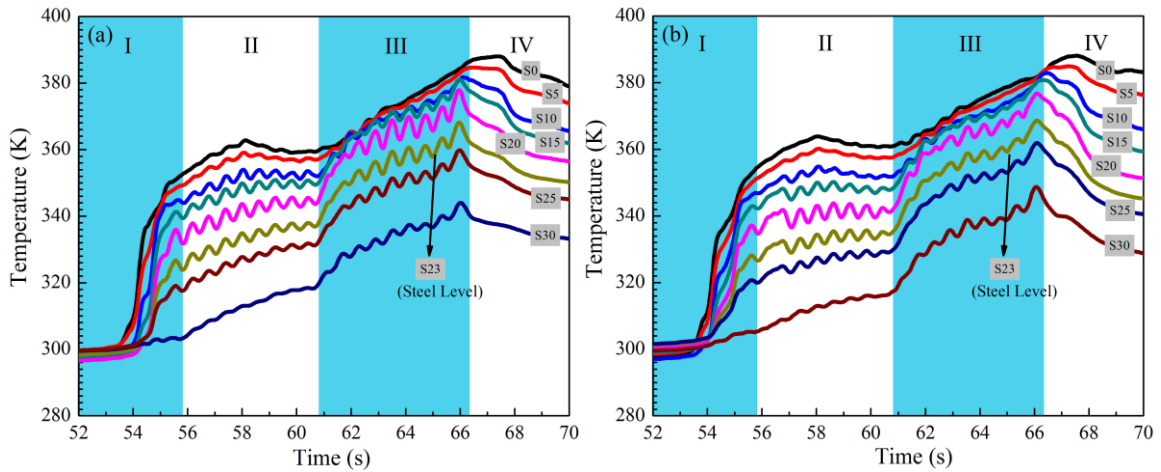 (a)
I
II
III
IV
S0
S5
S10
S15
S20
S25
S30
S23
(Steel Level)
400
380
360
340
320
300
280
52 54 56 58 60 62 64 66 68 70
Temperature (K)
Time (s)
(b)
I
II
III
IV
S0
S5
S10
S15
S20
S25
S30
S23
(Steel Level)
400
380
360
340
320
300
280
52 54 56 58 60 62 64 66 68 70
Temperature (K)
Time (s)